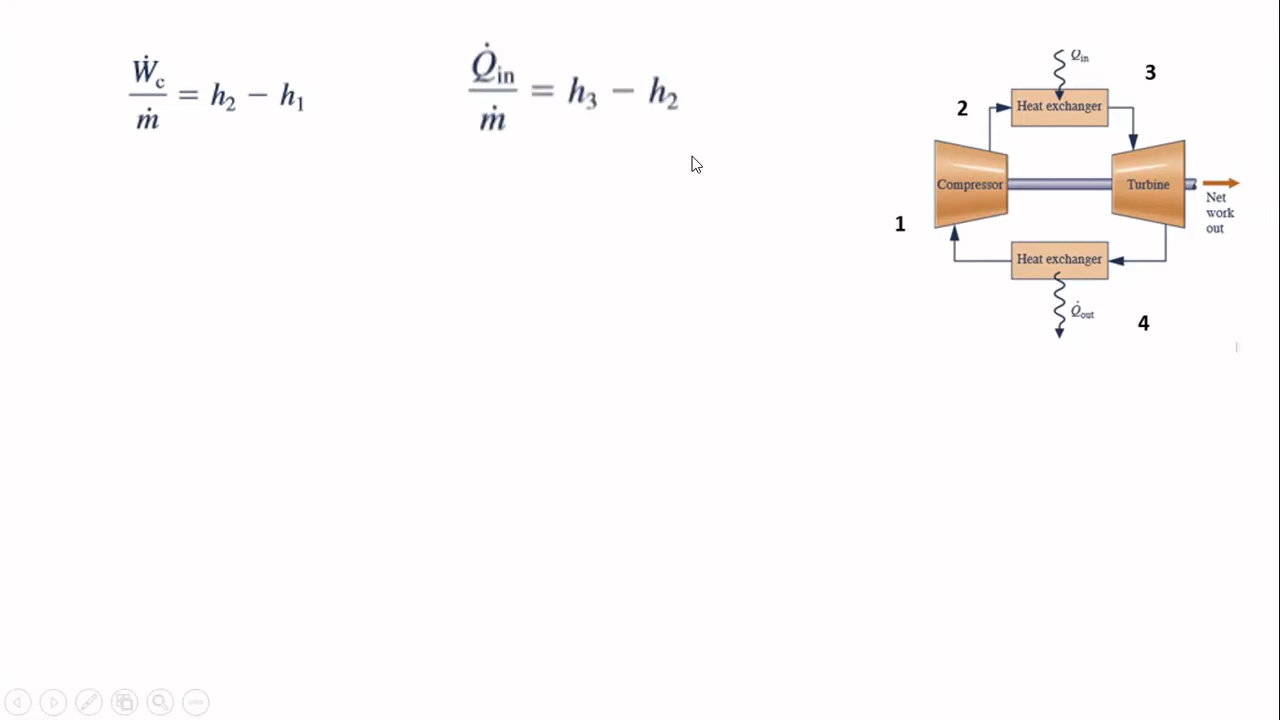 Ẇc/ṁ = h2 − h1
Q̇in/ṁ = h3 − h2
Q̇in
3
2
Heat exchanger
Compressor
Turbine
Net
work
out
1
Heat exchanger
Q̇out
4